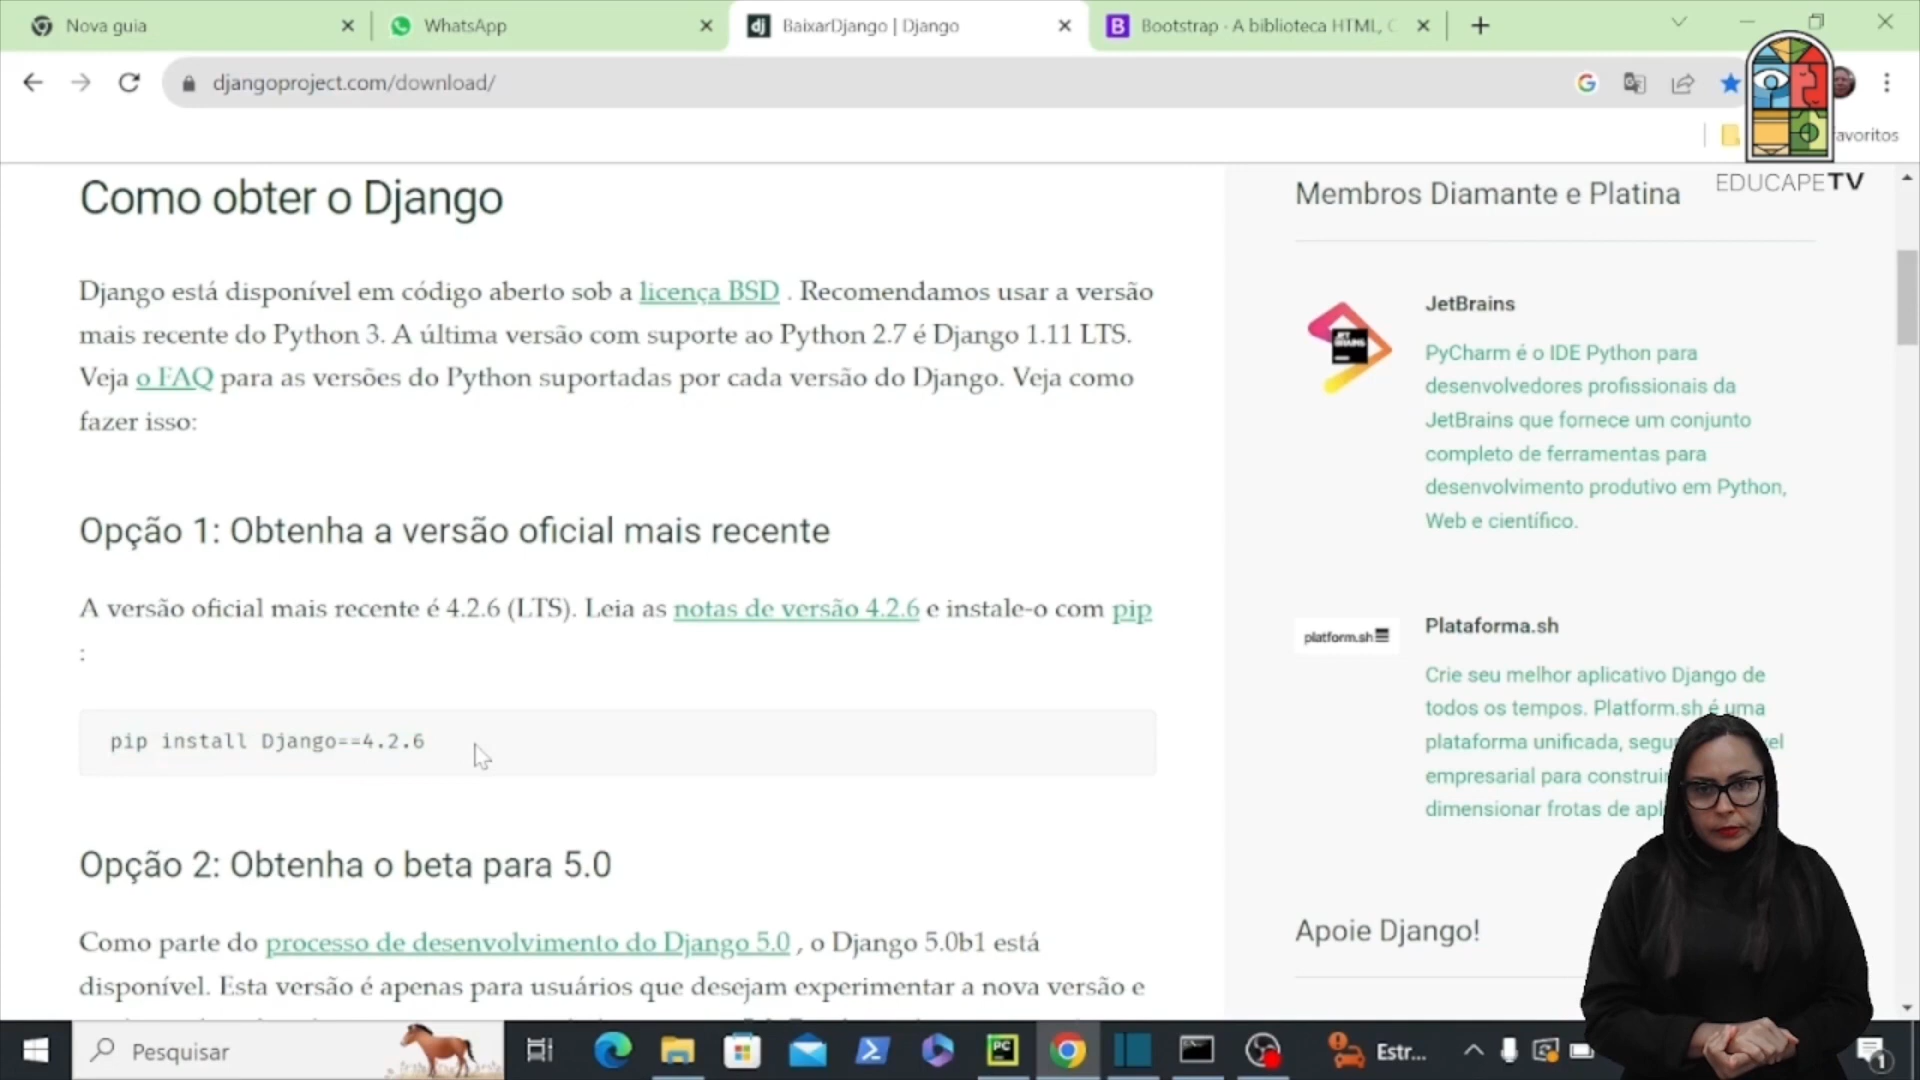 Nova guia
WhatsApp
BaixarDjango | Django
Bootstrap · A biblioteca HTML, C
djangoproject.com/download/
avoritos
EDUCAPETV
Como obter o Django
Django está disponível em código aberto sob a licença BSD . Recomendamos usar a versão
mais recente do Python 3. A última versão com suporte ao Python 2.7 é Django 1.11 LTS.
Veja o FAQ para as versões do Python suportadas por cada versão do Django. Veja como
fazer isso:
Opção 1: Obtenha a versão oficial mais recente
A versão oficial mais recente é 4.2.6 (LTS). Leia as notas de versão 4.2.6 e instale-o com pip
:
pip install Django==4.2.6
Opção 2: Obtenha o beta para 5.0
Como parte do processo de desenvolvimento do Django 5.0 , o Django 5.0b1 está
disponível. Esta versão é apenas para usuários que desejam experimentar a nova versão e
Membros Diamante e Platina
JET
BRAINS
JetBrains
PyCharm é o IDE Python para
desenvolvedores profissionais da
JetBrains que fornece um conjunto
completo de ferramentas para
desenvolvimento produtivo em Python,
Web e científico.
platform.sh
Plataforma.sh
Crie seu melhor aplicativo Django de
todos os tempos. Platform.sh é uma
plataforma unificada, segu vel
empresarial para construi
dimensionar frotas de apl
Apoie Django!
Pesquisar
PC
Estr...
1